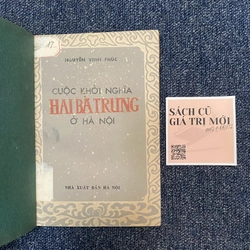 NGUYỄN VINH PHÚC
CUỘC KHỞI NGHĨA
HAI BÀ TRƯNG
Ở HÀ NỘI
NHÀ XUẤT BẢN HÀ NỘI
SÁCH CŨ
GIÁ TRỊ MỚI